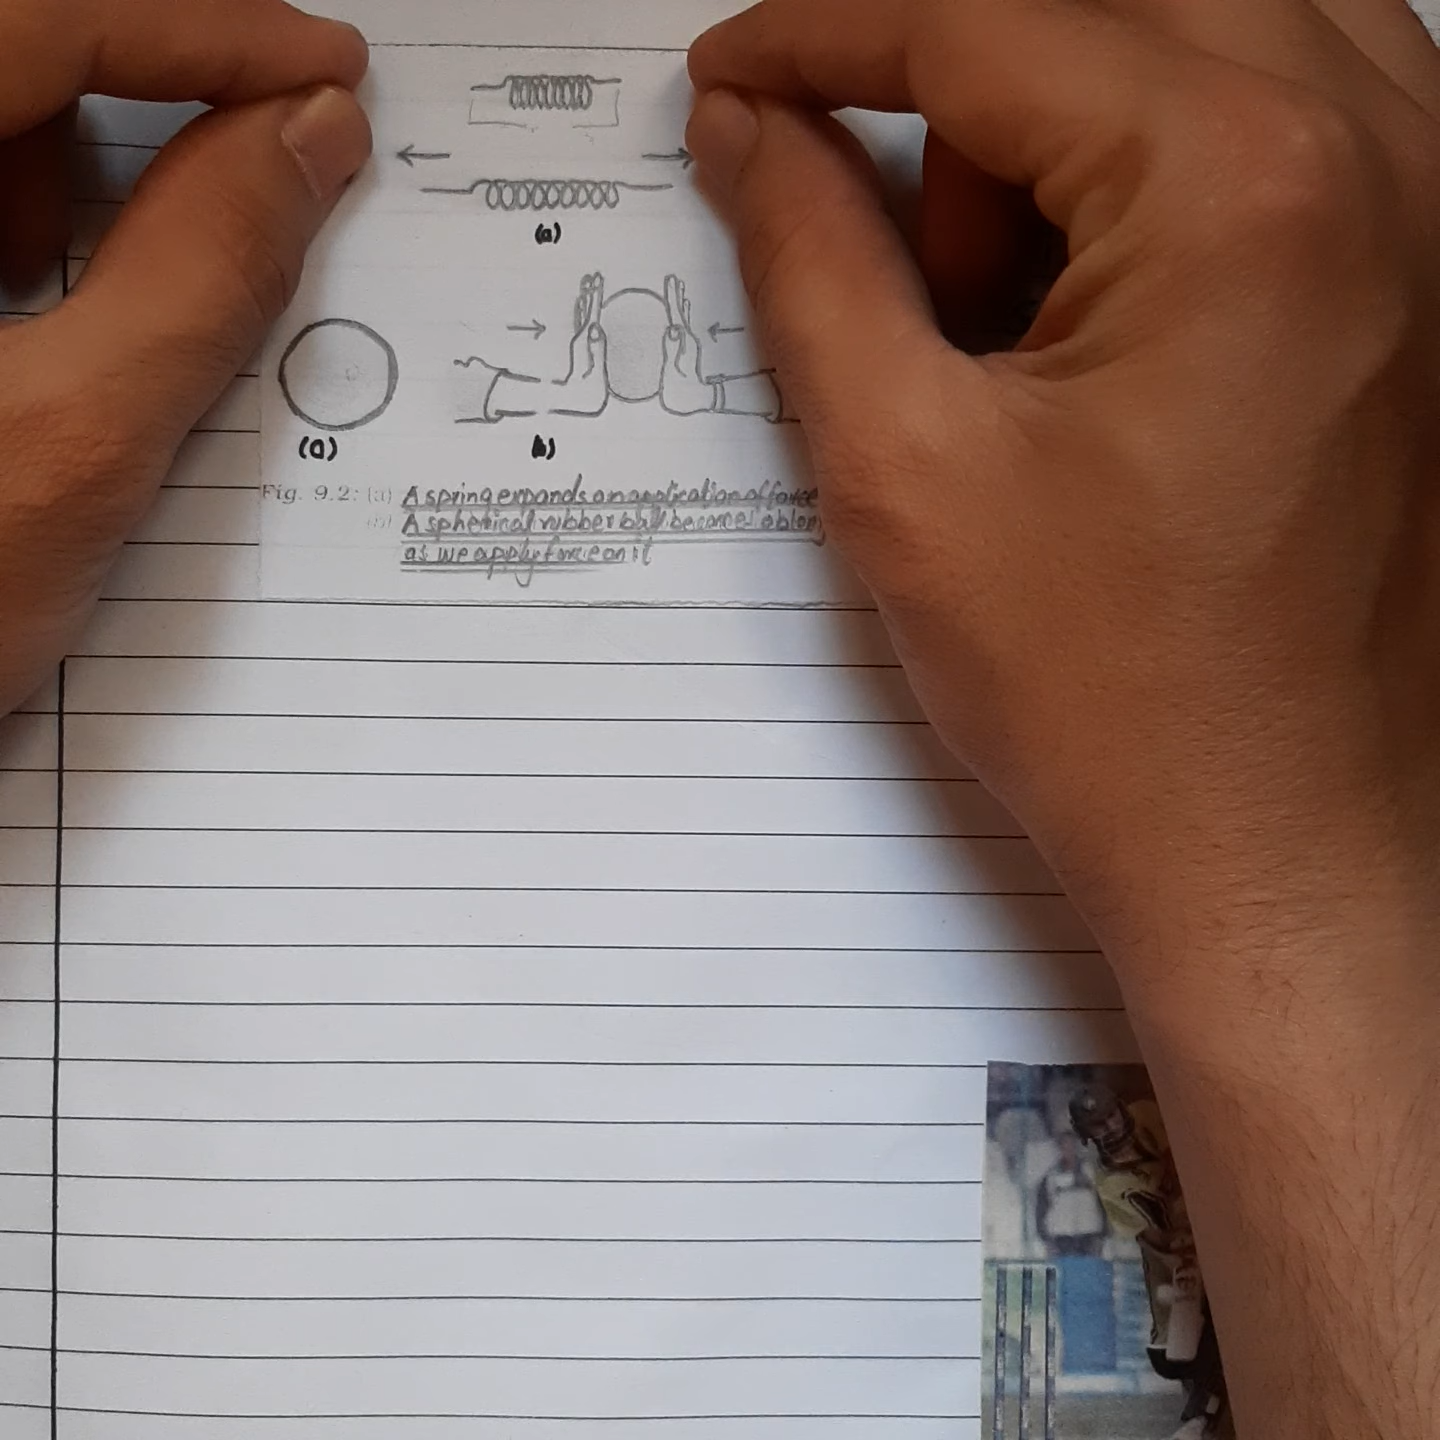 (a)
(a)
b)
Fig. 9.2: (a) A spring expands on application of force
(b) A spherical rubber ball becomes oblong
as we apply force on it